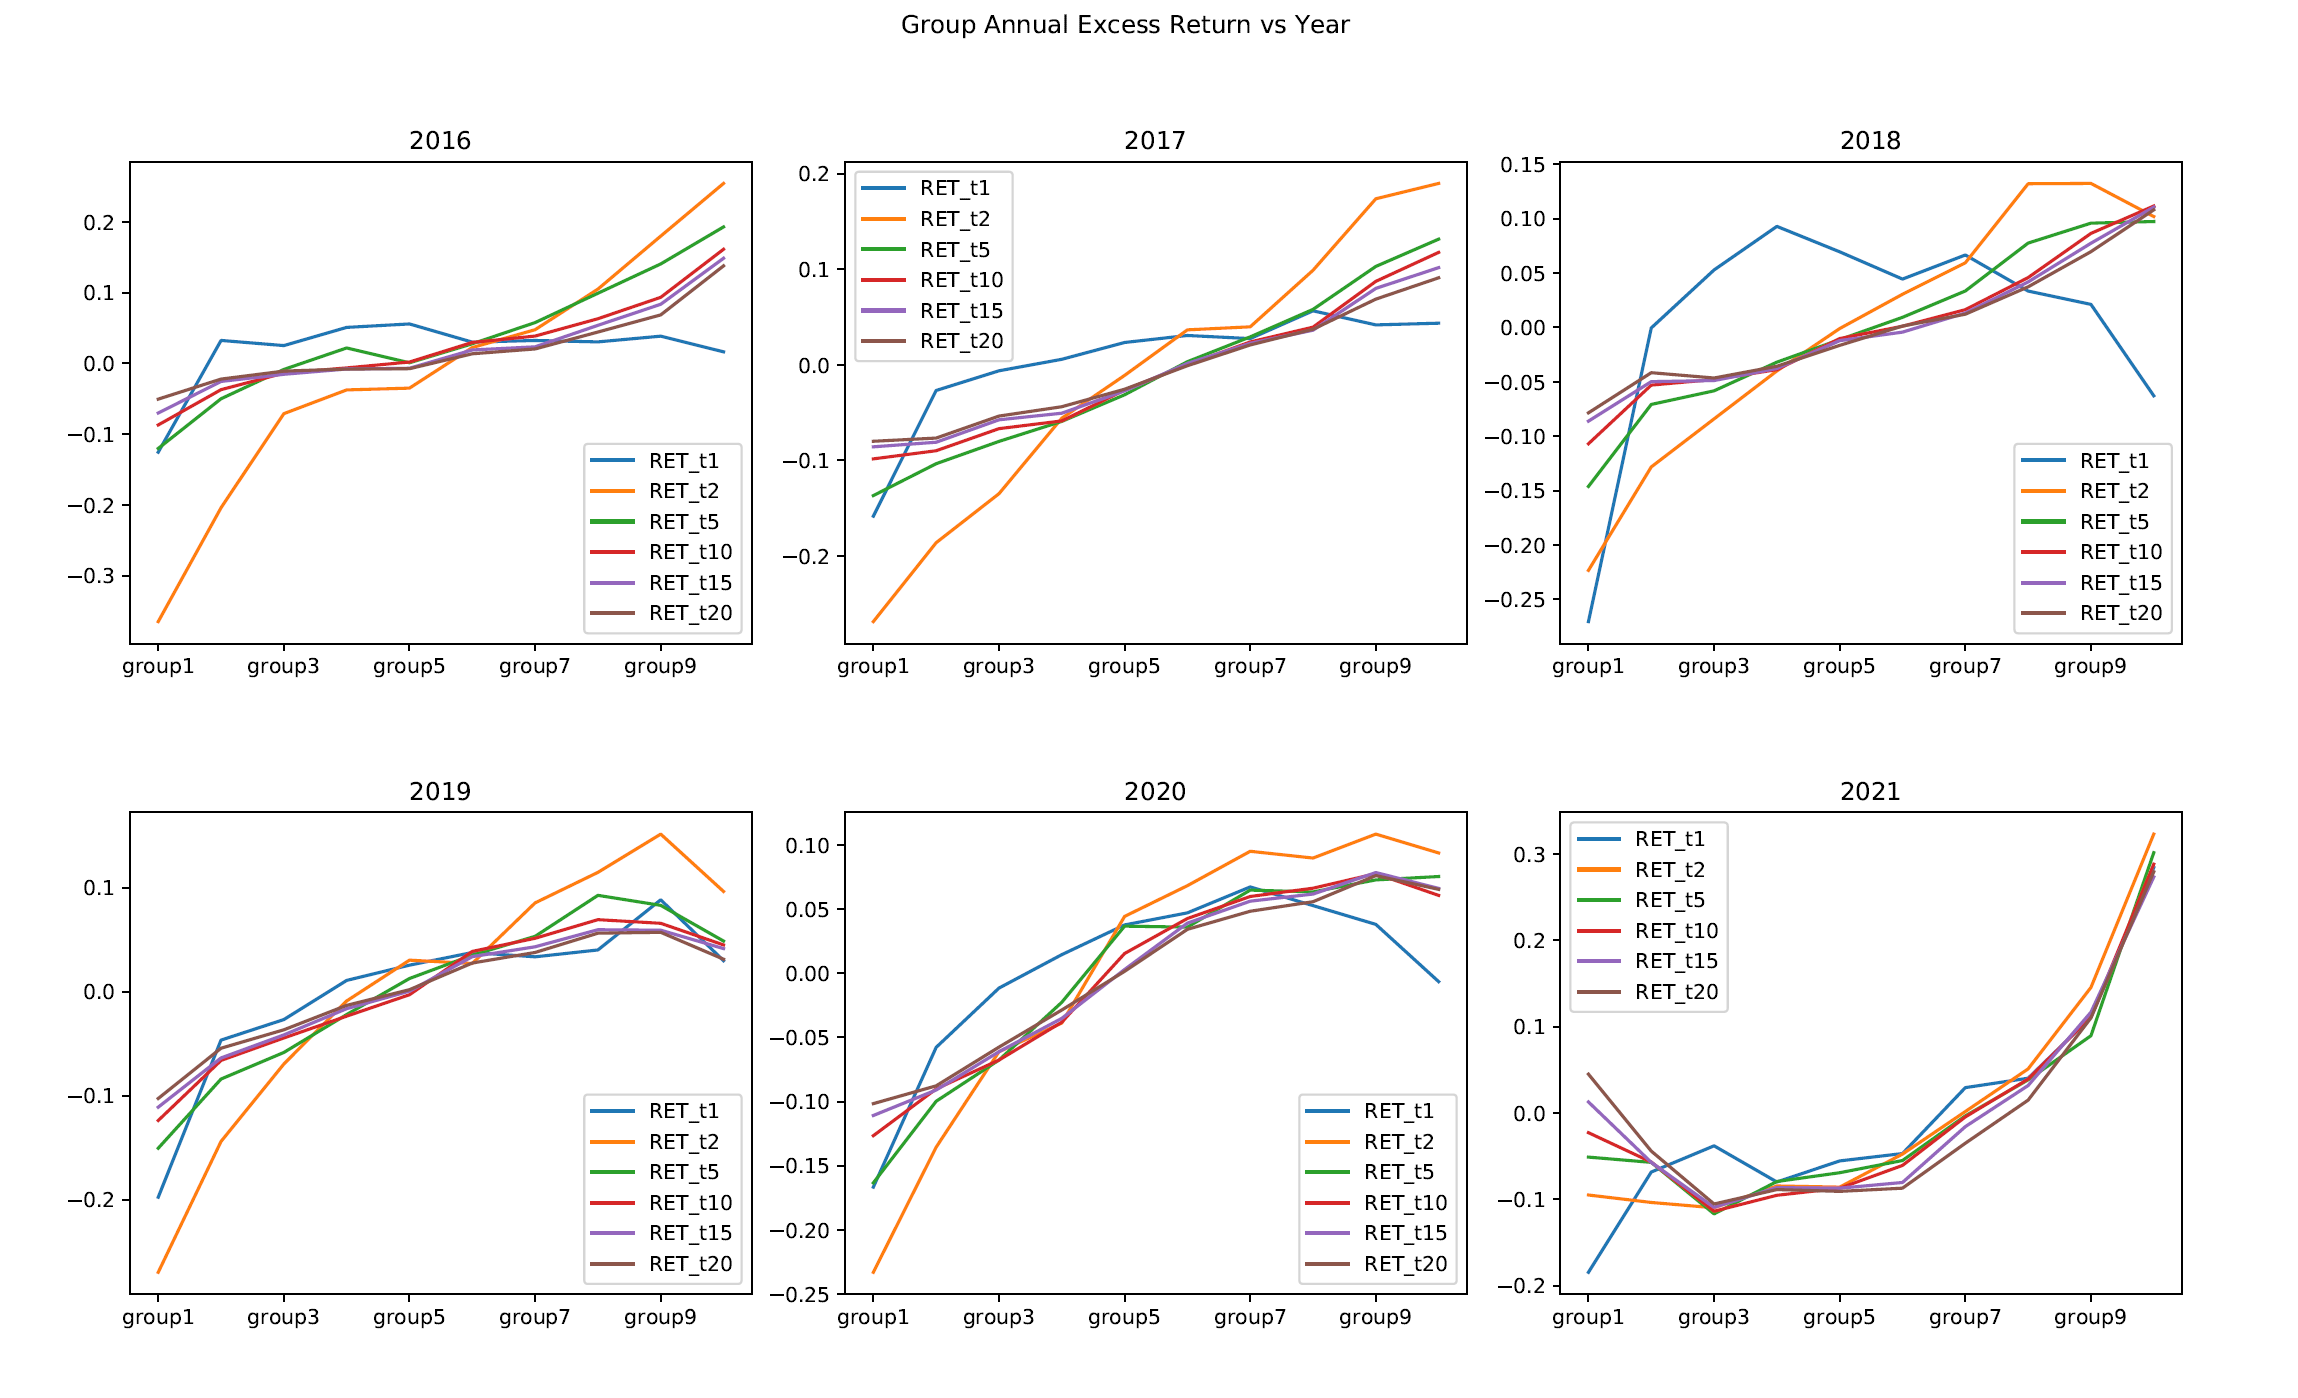 Group Annual Excess Return vs Year
2016
0.2
0.1
0.0
−0.1
−0.2
−0.3
RET_t1
RET_t2
RET_t5
RET_t10
RET_t15
RET_t20
group1 group3 group5 group7 group9
2017
0.2
0.1
0.0
−0.1
−0.2
RET_t1
RET_t2
RET_t5
RET_t10
RET_t15
RET_t20
group1 group3 group5 group7 group9
2018
0.15
0.10
0.05
0.00
−0.05
−0.10
−0.15
−0.20
−0.25
RET_t1
RET_t2
RET_t5
RET_t10
RET_t15
RET_t20
group1 group3 group5 group7 group9
2019
0.1
0.0
−0.1
−0.2
RET_t1
RET_t2
RET_t5
RET_t10
RET_t15
RET_t20
group1 group3 group5 group7 group9
2020
0.10
0.05
0.00
−0.05
−0.10
−0.15
−0.20
−0.25
RET_t1
RET_t2
RET_t5
RET_t10
RET_t15
RET_t20
group1 group3 group5 group7 group9
2021
0.3
0.2
0.1
0.0
−0.1
−0.2
RET_t1
RET_t2
RET_t5
RET_t10
RET_t15
RET_t20
group1 group3 group5 group7 group9